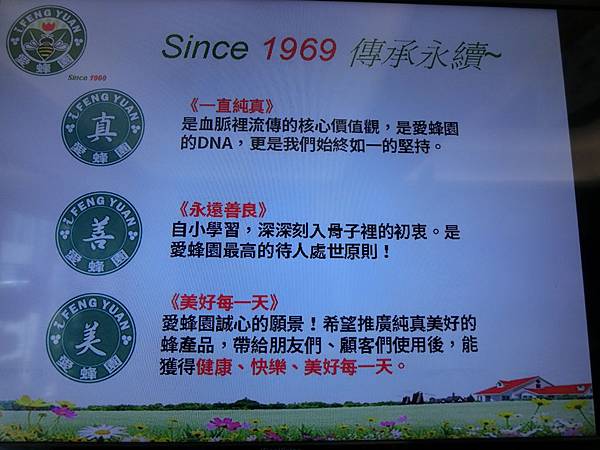 i FENG YUAN
愛蜂園
Since 1969
Since 1969 傳承永續~
i FENG YUAN
真
愛蜂園
《一直純真》
是血脈裡流傳的核心價值觀，是愛蜂園
的DNA，更是我們始終如一的堅持。
i FENG YUAN
善
愛蜂園
《永遠善良》
自小學習，深深刻入骨子裡的初衷。是
愛蜂園最高的待人處世原則！
i FENG YUAN
美
愛蜂園
《美好每一天》
愛蜂園誠心的願景！希望推廣純真美好的
蜂產品，帶給朋友們、顧客們使用後，能
獲得健康、快樂、美好每一天。